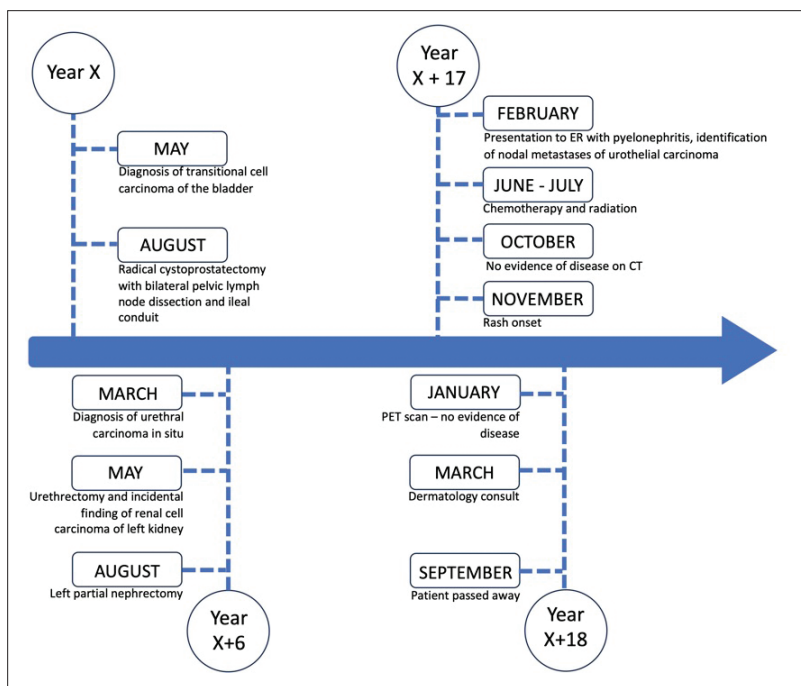 Year X
MAY
Diagnosis of transitional cell
carcinoma of the bladder
AUGUST
Radical cystoprostatectomy
with bilateral pelvic lymph
node dissection and ileal
conduit
Year
X + 17
FEBRUARY
Presentation to ER with pyelonephritis, identification
of nodal metastases of urothelial carcinoma
JUNE - JULY
Chemotherapy and radiation
OCTOBER
No evidence of disease on CT
NOVEMBER
Rash onset
MARCH
Diagnosis of urethral
carcinoma in situ
MAY
Urethrectomy and incidental
finding of renal cell
carcinoma of left kidney
AUGUST
Left partial nephrectomy
Year
X+6
JANUARY
PET scan – no evidence of
disease
MARCH
Dermatology consult
SEPTEMBER
Patient passed away
Year
X+18